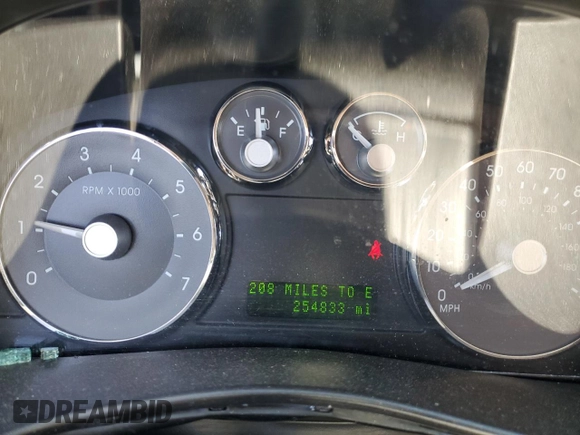 E F
H
0 1 2 3 4 5 6 7
RPM X 1000
0 10 20 30 40 50 60 70 8
MPH
km/h
208 MILES TO E
254833 mi
DREAMBID